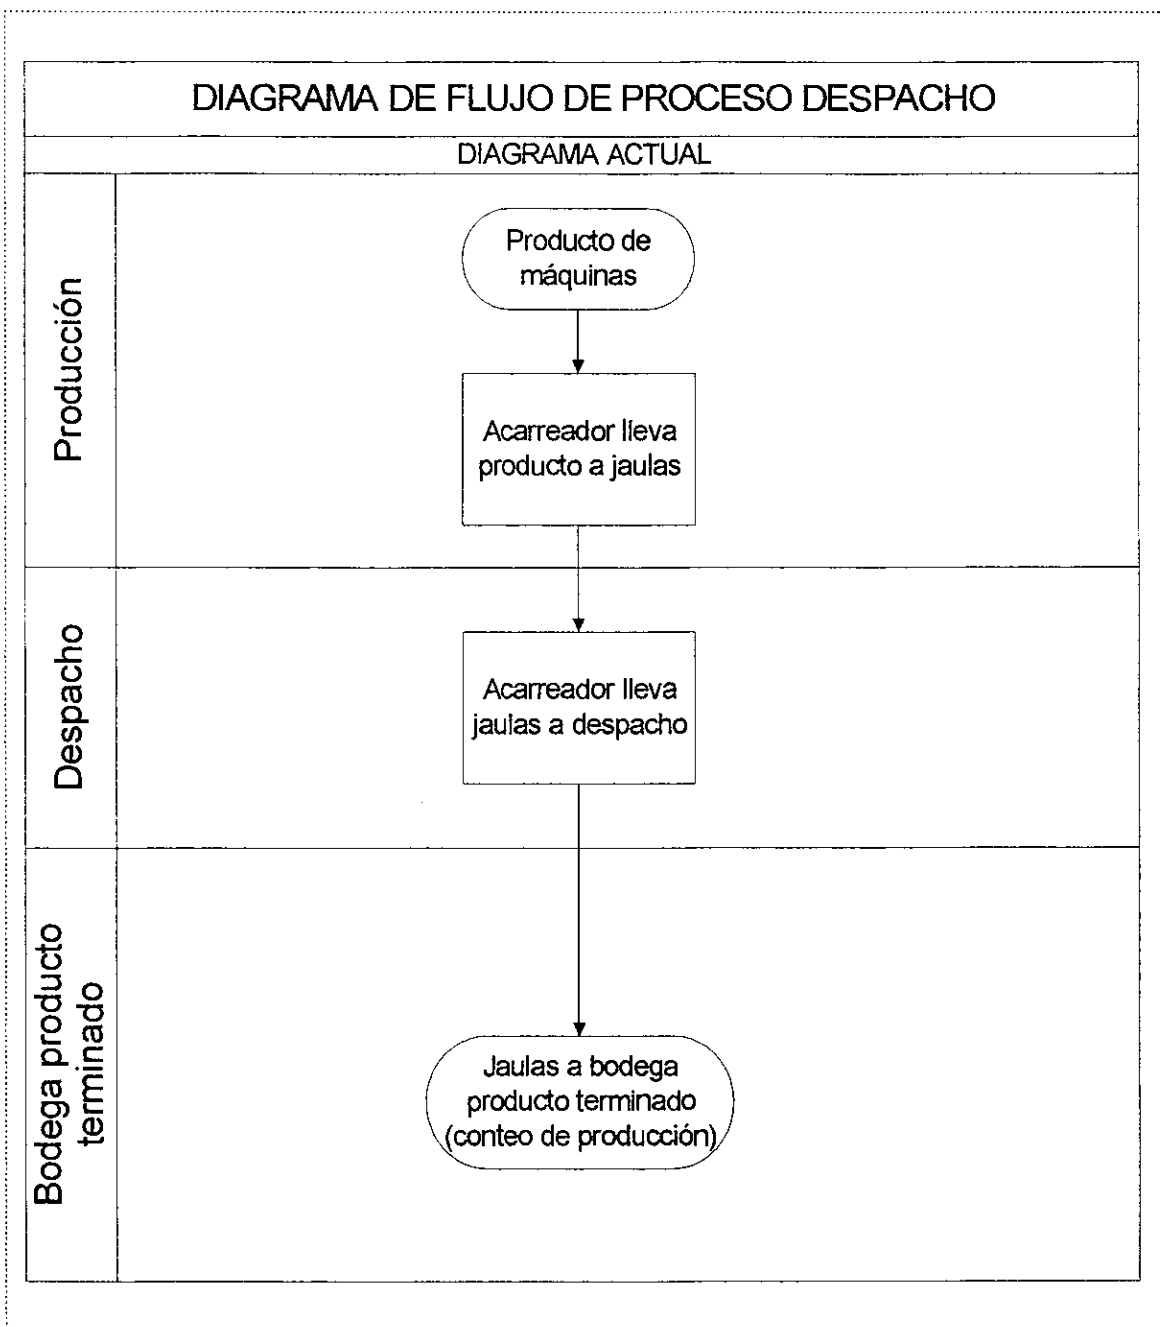 DIAGRAMA DE FLUJO DE PROCESO DESPACHO
DIAGRAMA ACTUAL
Producción
Producto de
máquinas
Acarreador lleva
producto a jaulas
Despacho
Acarreador lleva
jaulas a despacho
Bodega producto
terminado
Jaulas a bodega
producto terminado
(conteo de producción)